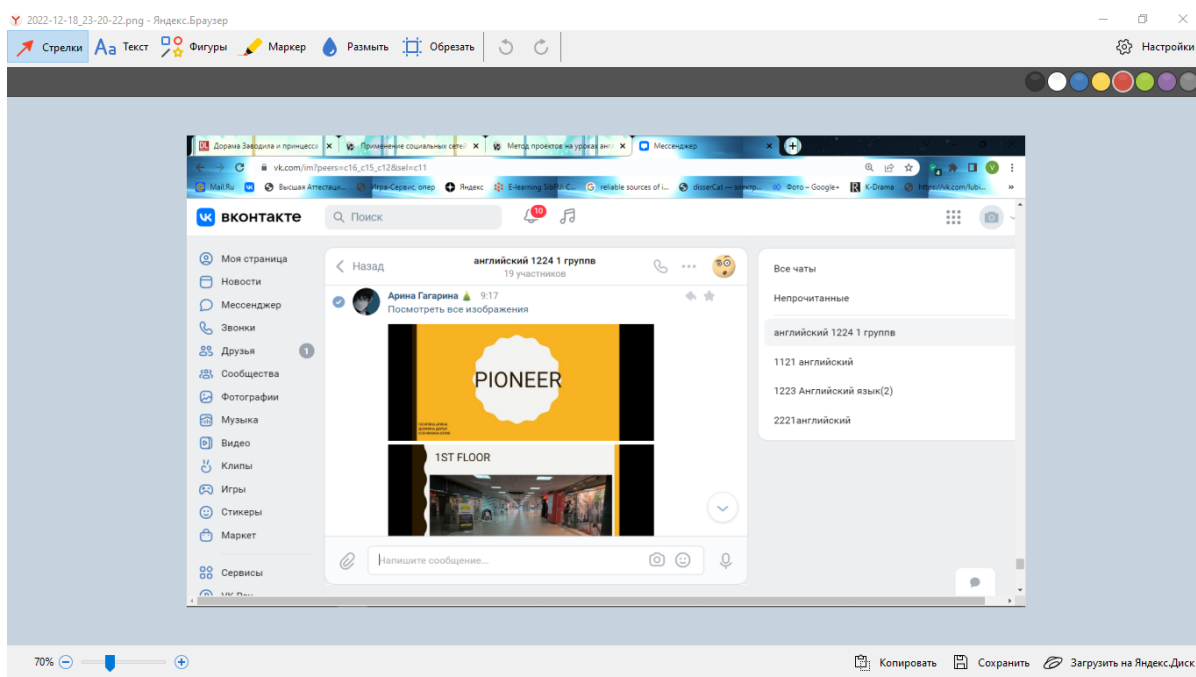 2022-12-18_23-20-22.png - Яндекс.Браузер
Стрелки Aa Текст Фигуры Маркер Размыть Обрезать Настройки
Дорама Заводила и принцесса Применение социальных сетей Метод проектов на уроках англ Мессенджер
vk.com/im?peers=c16_c15_c12&sel=c11
Mail.Ru Высшая Аттестаци... Игра-Сервис, опер Яндекс E-learning SibFU: С... reliable sources of i... disserCat — электр... Фото – Google+ K-Drama https://vk.com/lubi...
ВКОНТАКТЕ Поиск 10
Моя страница
Новости
Мессенджер
Звонки
Друзья 1
Сообщества
Фотографии
Музыка
Видео
Клипы
Игры
Стикеры
Маркет
Сервисы
Назад
английский 1224 1 группв
19 участников
Арина Гагарина 9:17
Посмотреть все изображения
PIONEER
1ST FLOOR
Напишите сообщение...
Все чаты
Непрочитанные
английский 1224 1 группв
1121 английский
1223 Английский язык(2)
2221английский
70% Копировать Сохранить Загрузить на Яндекс.Диск